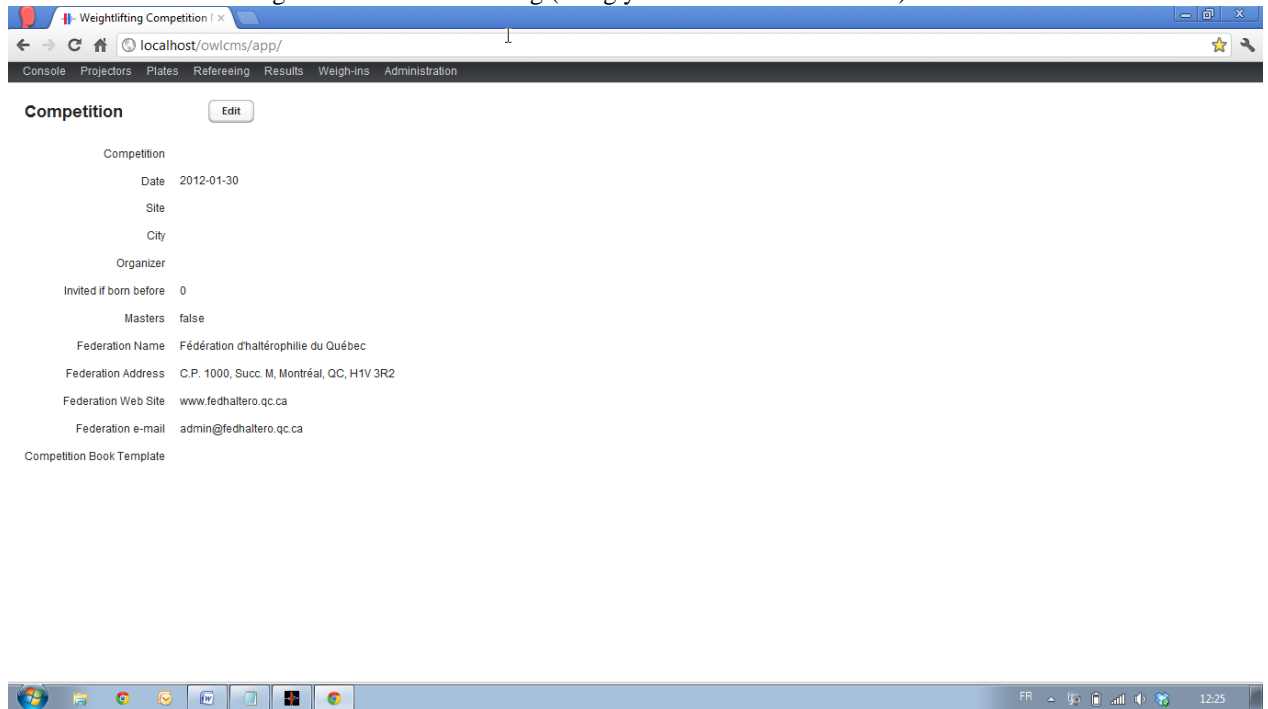 Weightlifting Competition
localhost/owlcms/app/
Console Projectors Plates Refereeing Results Weigh-ins Administration
Competition Edit
Competition
Date 2012-01-30
Site
City
Organizer
Invited if born before 0
Masters false
Federation Name Fédération d'haltérophilie du Québec
Federation Address C.P. 1000, Succ. M, Montréal, QC, H1V 3R2
Federation Web Site www.fedhaltero.qc.ca
Federation e-mail admin@fedhaltero.qc.ca
Competition Book Template
FR 12:25